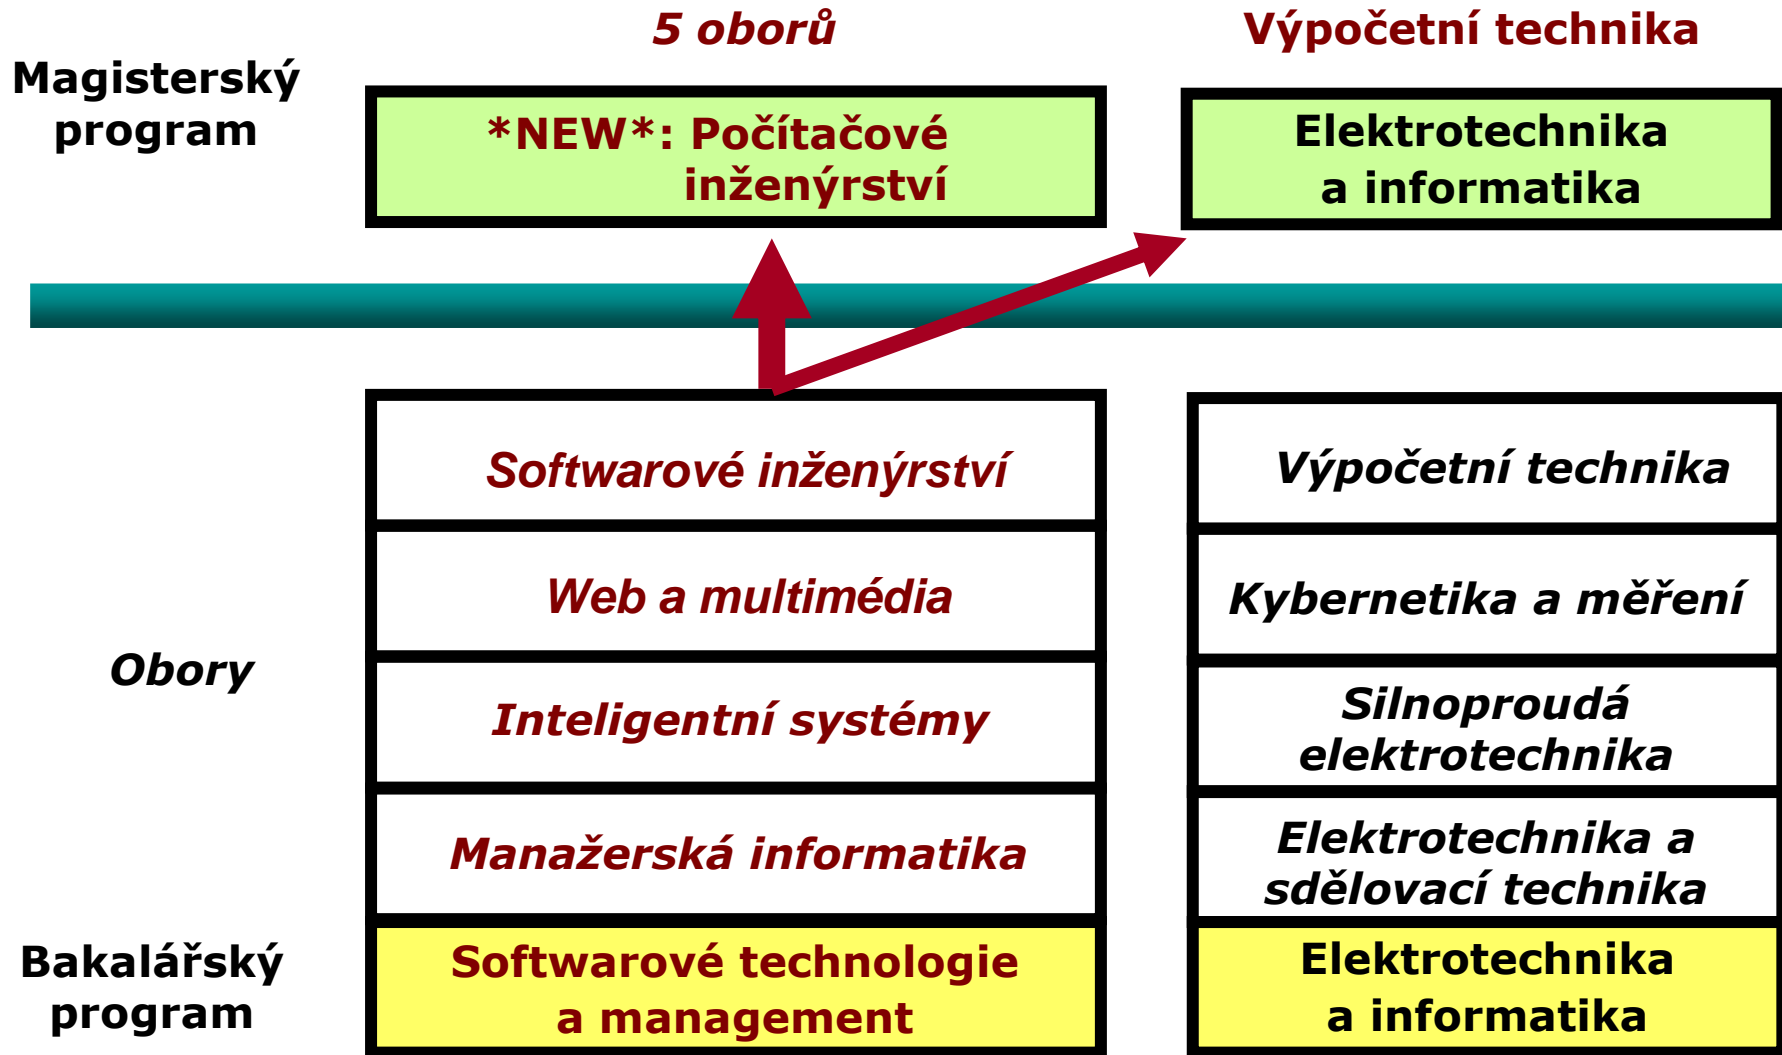 5 oborů
Výpočetní technika
Magisterský
program
*NEW*: Počítačové
inženýrství
Elektrotechnika
a informatika
Obory
Softwarové inženýrství
Web a multimédia
Inteligentní systémy
Manažerská informatika
Výpočetní technika
Kybernetika a měření
Silnoproudá
elektrotechnika
Elektrotechnika a
sdělovací technika
Bakalářský
program
Softwarové technologie
a management
Elektrotechnika
a informatika